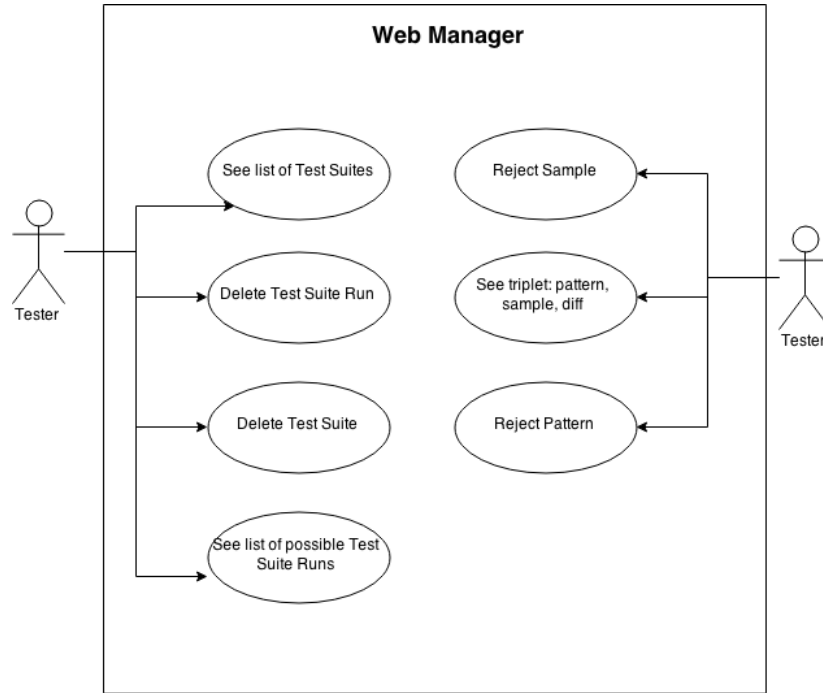 Web Manager
See list of Test Suites
Reject Sample
Delete Test Suite Run
See triplet: pattern,
sample, diff
Tester
Tester
Delete Test Suite
Reject Pattern
See list of possible Test
Suite Runs